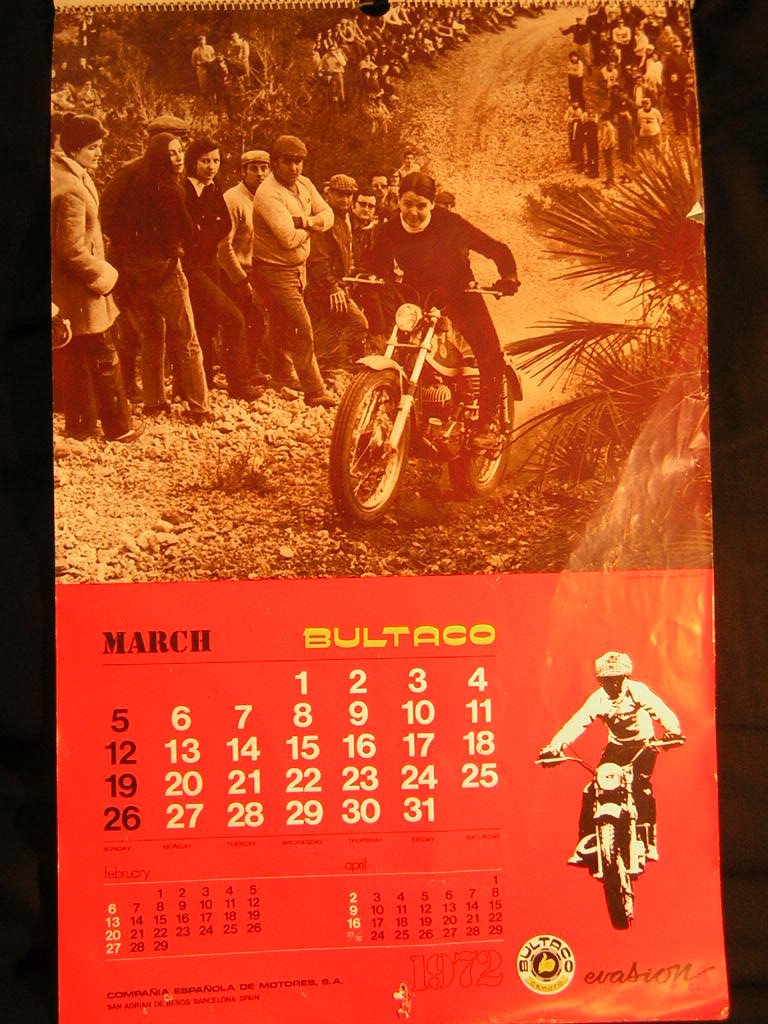 MARCH BULTACO
1 2 3 4
5 6 7 8 9 10 11
12 13 14 15 16 17 18
19 20 21 22 23 24 25
26 27 28 29 30 31
SUNDAY MONDAY TUESDAY WEDNESDAY THURSDAY FRIDAY SATURDAY
february
1 2 3 4 5
6 7 8 9 10 11 12
13 14 15 16 17 18 19
20 21 22 23 24 25 26
27 28 29
april
1
2 3 4 5 6 7 8
9 10 11 12 13 14 15
16 17 18 19 20 21 22
23/30 24 25 26 27 28 29
1972
COMPAÑIA ESPAÑOLA DE MOTORES, S.A.
SAN ADRIAN DE BESOS BARCELONA SPAIN
BULTACO
CEMOTO
evasion